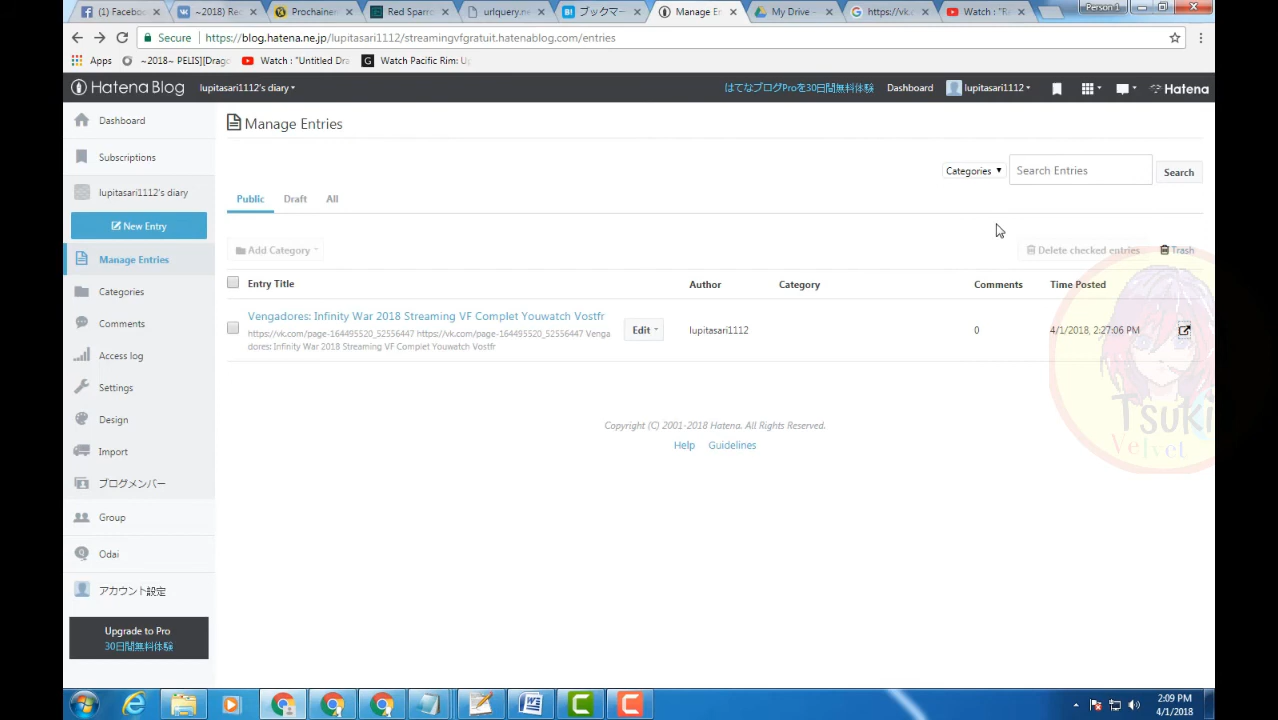 (1) Faceboo
~2018) Re
Prochaine
Red Sparro
urlquery.ne
ブックマー
Manage En
My Drive -
https://vk.c
Watch : "R
Person 1
Secure https://blog.hatena.ne.jp/lupitasari1112/streamingvfgratuit.hatenablog.com/entries
Apps ~2018~ PELIS][Drag Watch : "Untitled Dra Watch Pacific Rim: Up
Hatena Blog lupitasari1112's diary はてなブログProを30日間無料体験 Dashboard lupitasari1112 Hatena
Dashboard
Subscriptions
lupitasari1112's diary
New Entry
Manage Entries
Categories
Comments
Access log
Settings
Design
Import
ブログメンバー
Group
Odai
アカウント設定
Upgrade to Pro
30日間無料体験
Manage Entries
Categories Search Entries Search
Public Draft All
Add Category Delete checked entries Trash
Entry Title Author Category Comments Time Posted
Vengadores: Infinity War 2018 Streaming VF Complet Youwatch Vostfr
https://vk.com/page-164495520_52556447 https://vk.com/page-164495520_52556447 Venga
dores: Infinity War 2018 Streaming VF Complet Youwatch Vostfr
Edit lupitasari1112 0 4/1/2018, 2:27:06 PM
Copyright (C) 2001-2018 Hatena. All Rights Reserved.
Help Guidelines
Tsuki
Velvet
2:09 PM
4/1/2018